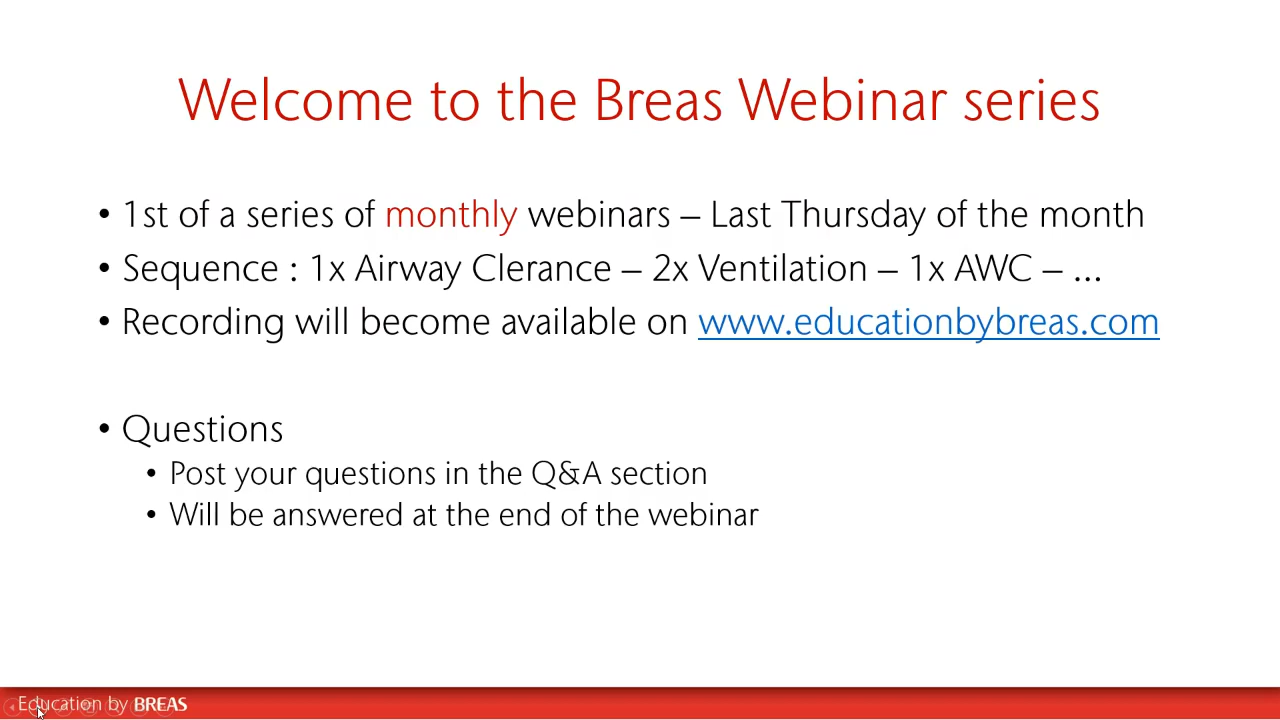 Welcome to the Breas Webinar series
• 1st of a series of monthly webinars – Last Thursday of the month
• Sequence : 1x Airway Clerance – 2x Ventilation – 1x AWC – ...
• Recording will become available on www.educationbybreas.com
• Questions
• Post your questions in the Q&A section
• Will be answered at the end of the webinar
Education by BREAS